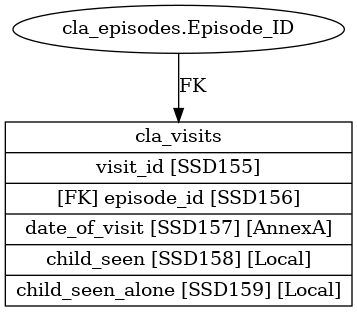 cla_episodes.Episode_ID
FK
cla_visits
visit_id [SSD155]
[FK] episode_id [SSD156]
date_of_visit [SSD157] [AnnexA]
child_seen [SSD158] [Local]
child_seen_alone [SSD159] [Local]